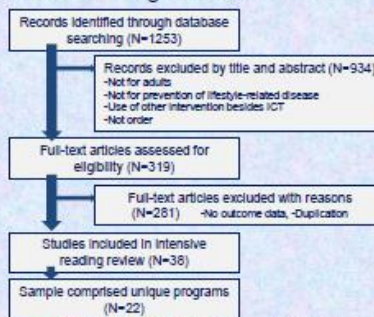 Records identified through database
searching (N=1253)
Records excluded by title and abstract (N=934)
-Not for adults
-Not for prevention of lifestyle-related disease
-Use of other intervention besides ICT
-Not order
Full-text articles assessed for
eligibility (N=319)
Full-text articles excluded with reasons
(N=281) -No outcome data, -Duplication
Studies included in intensive
reading review (N=38)
Sample comprised unique programs
(N=22)